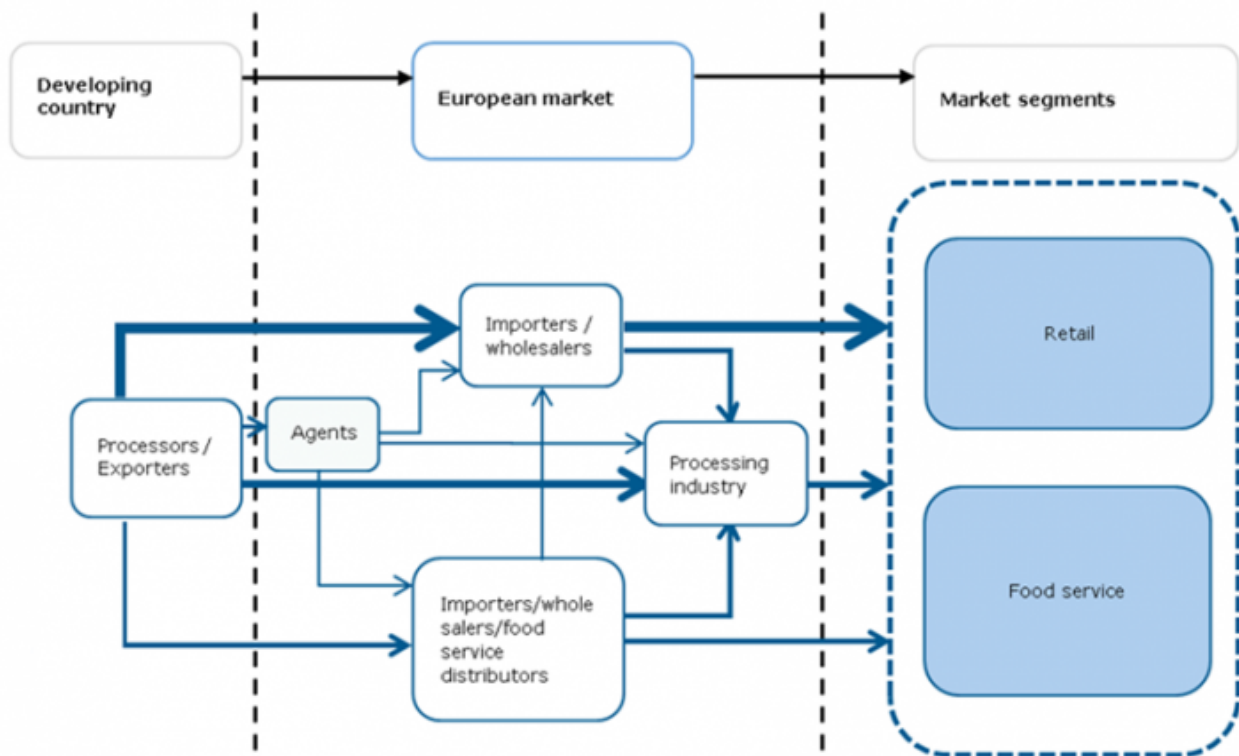 Developing
country
European market
Market segments
Importers /
wholesalers
Retail
Agents
Processors /
Exporters
Processing
industry
Food service
Importers/whole
salers/food
service
distributors